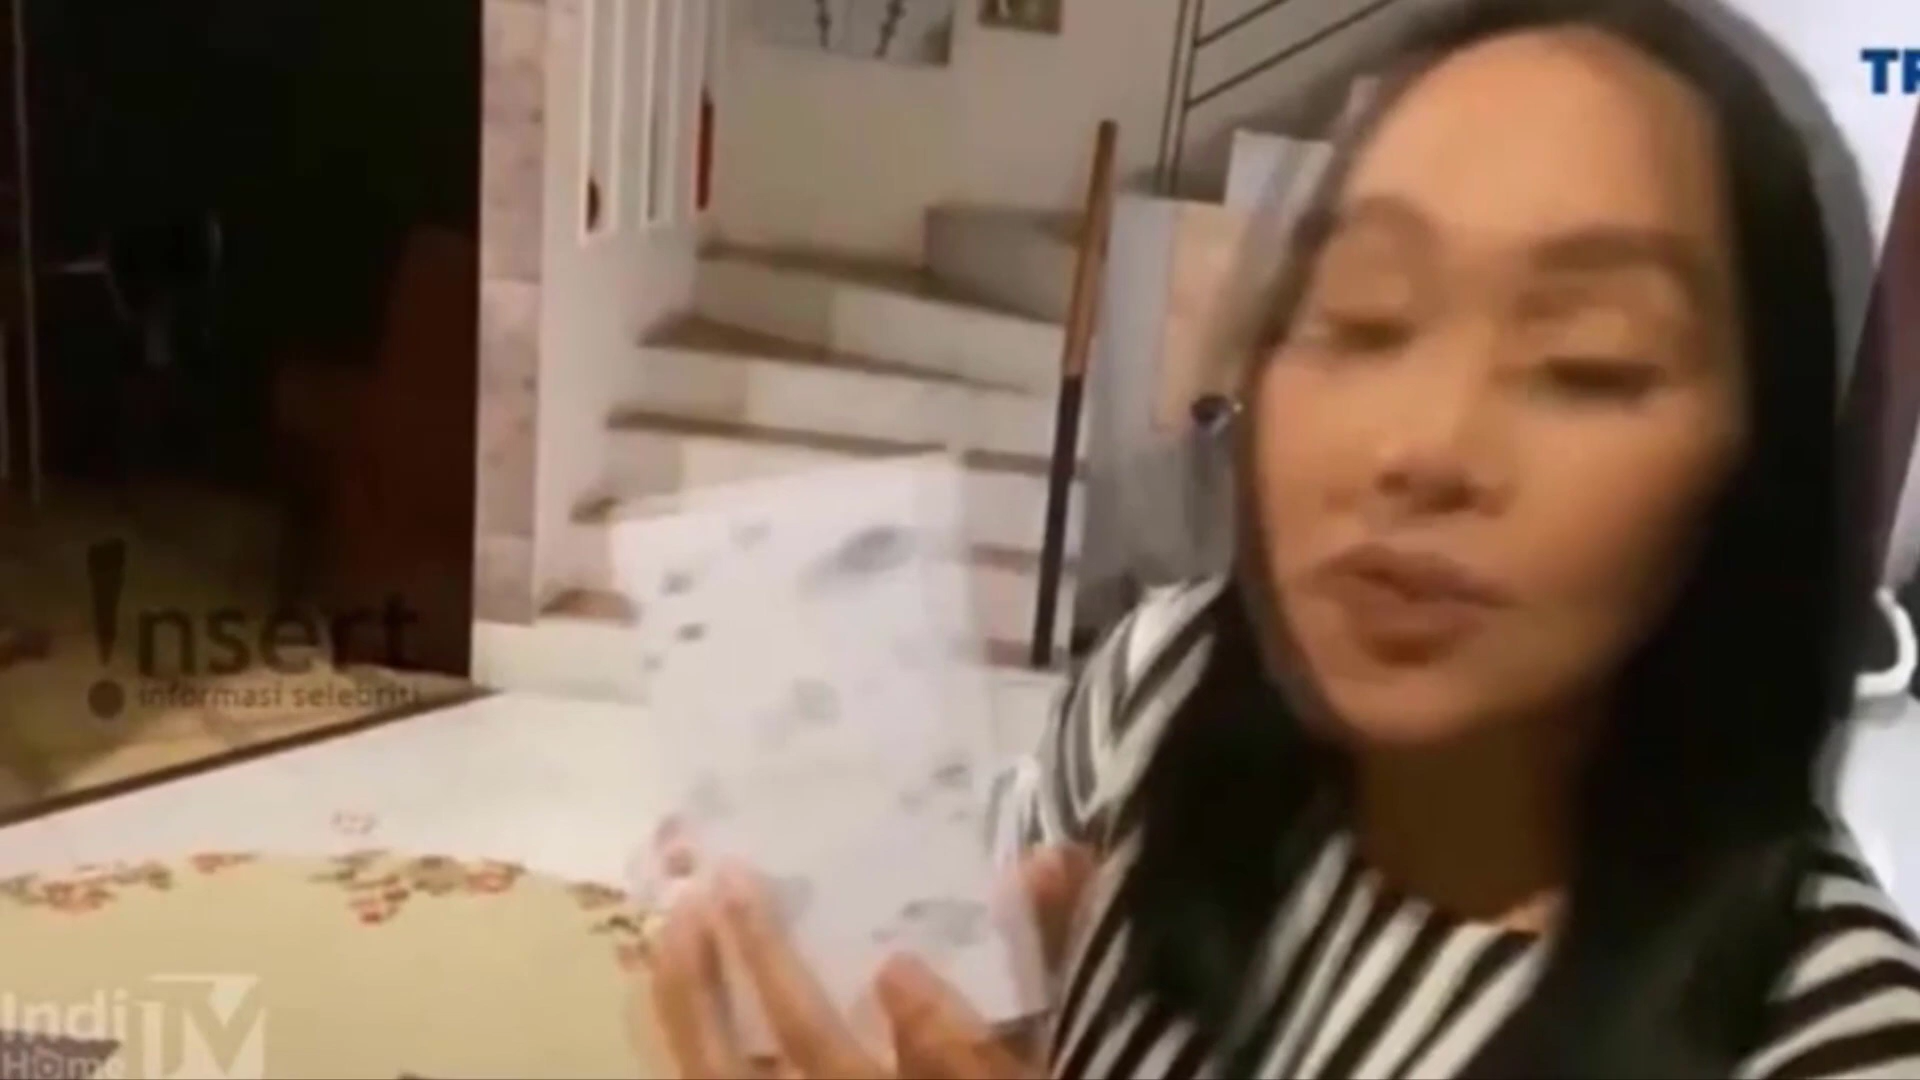 TR
!nsert
informasi selebriti
Indi
Home
TV